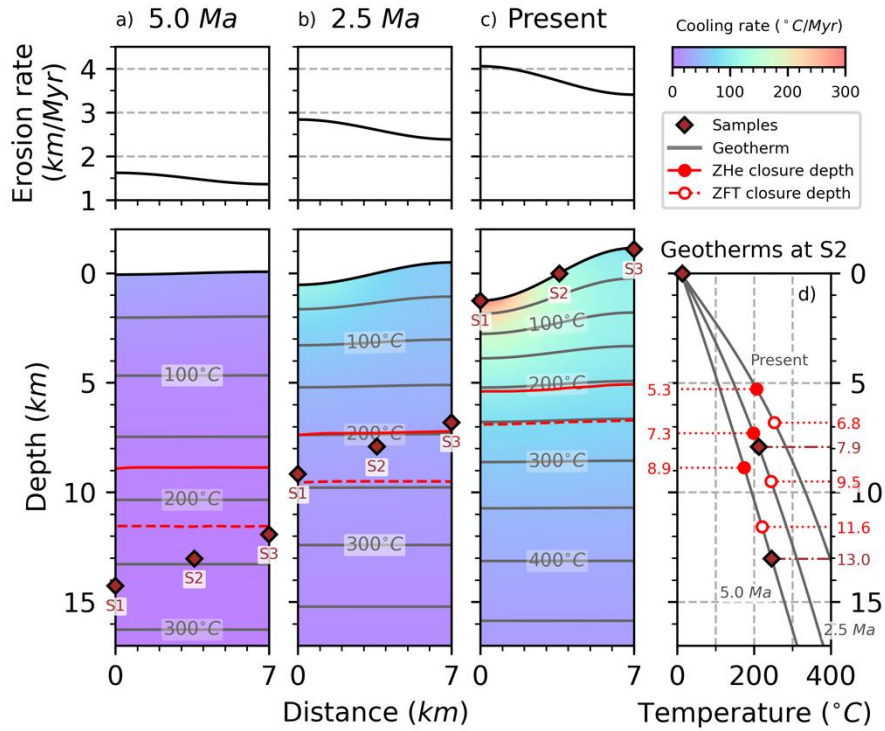 a) 5.0 Ma
b) 2.5 Ma
c) Present
Cooling rate (°C/Myr)
0 100 200 300
Samples
Geotherm
ZHe closure depth
ZFT closure depth
Erosion rate
(km/Myr)
4
3
2
1
Depth (km)
0
5
10
15
100°C
200°C
300°C
S1
S2
S3
0 7
100°C
200°C
300°C
S1
S2
S3
0 7
100°C
200°C
300°C
400°C
S1
S2
S3
0 7
Distance (km)
Geotherms at S2
d)
Present
5.0 Ma
2.5 Ma
5.3
7.3
8.9
6.8
7.9
9.5
11.6
13.0
0
5
10
15
0 200 400
Temperature (°C)